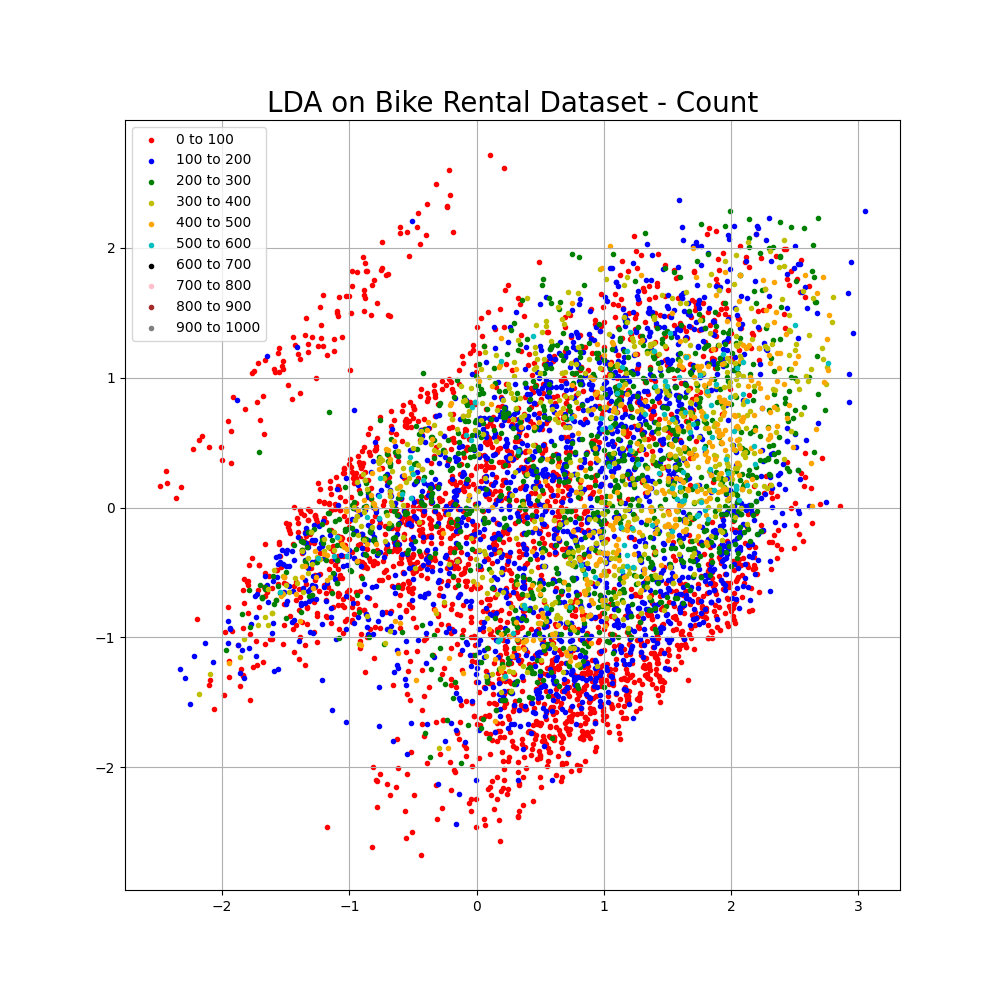 LDA on Bike Rental Dataset - Count
0 to 100
100 to 200
200 to 300
300 to 400
400 to 500
500 to 600
600 to 700
700 to 800
800 to 900
900 to 1000
2
1
0
−1
−2
−2 −1 0 1 2 3